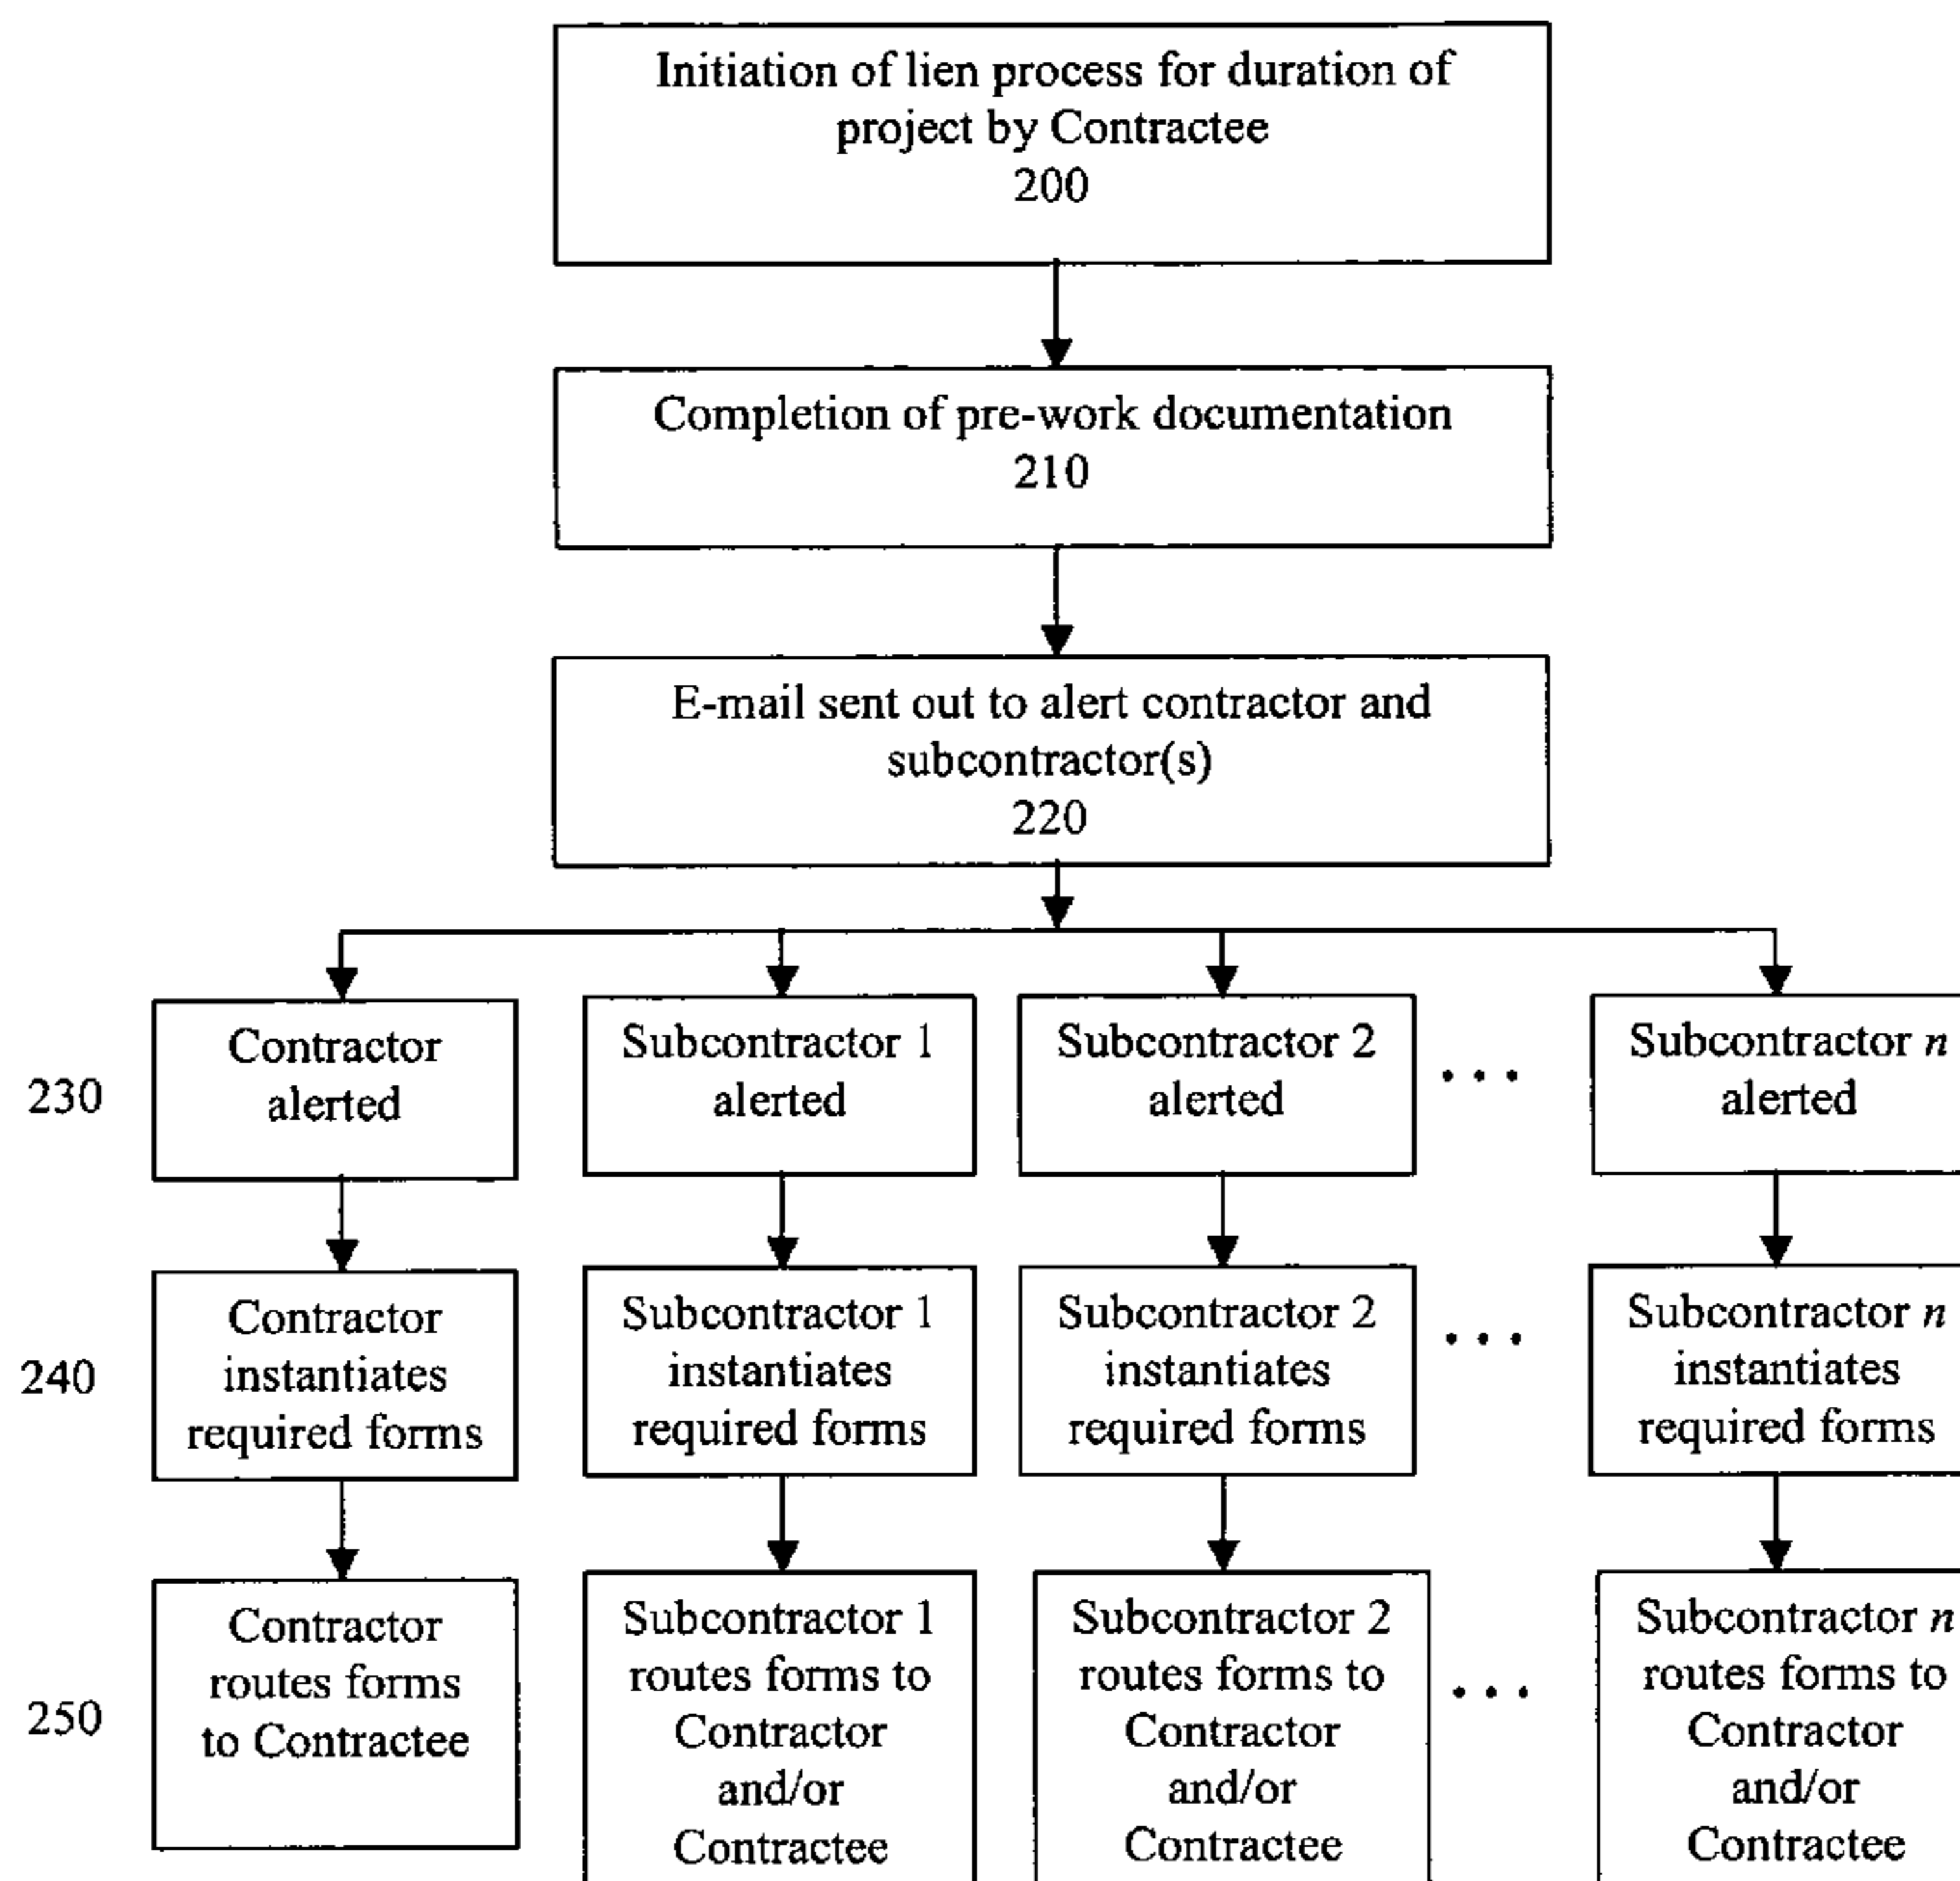 Initiation of lien process for duration of
project by Contractee
200
Completion of pre-work documentation
210
E-mail sent out to alert contractor and
subcontractor(s)
220
230
Contractor
alerted
Subcontractor 1
alerted
Subcontractor 2
alerted
• • •
Subcontractor n
alerted
240
Contractor
instantiates
required forms
Subcontractor 1
instantiates
required forms
Subcontractor 2
instantiates
required forms
• • •
Subcontractor n
instantiates
required forms
250
Contractor
routes forms
to Contractee
Subcontractor 1
routes forms to
Contractor
and/or
Contractee
Subcontractor 2
routes forms to
Contractor
and/or
Contractee
• • •
Subcontractor n
routes forms to
Contractor
and/or
Contractee